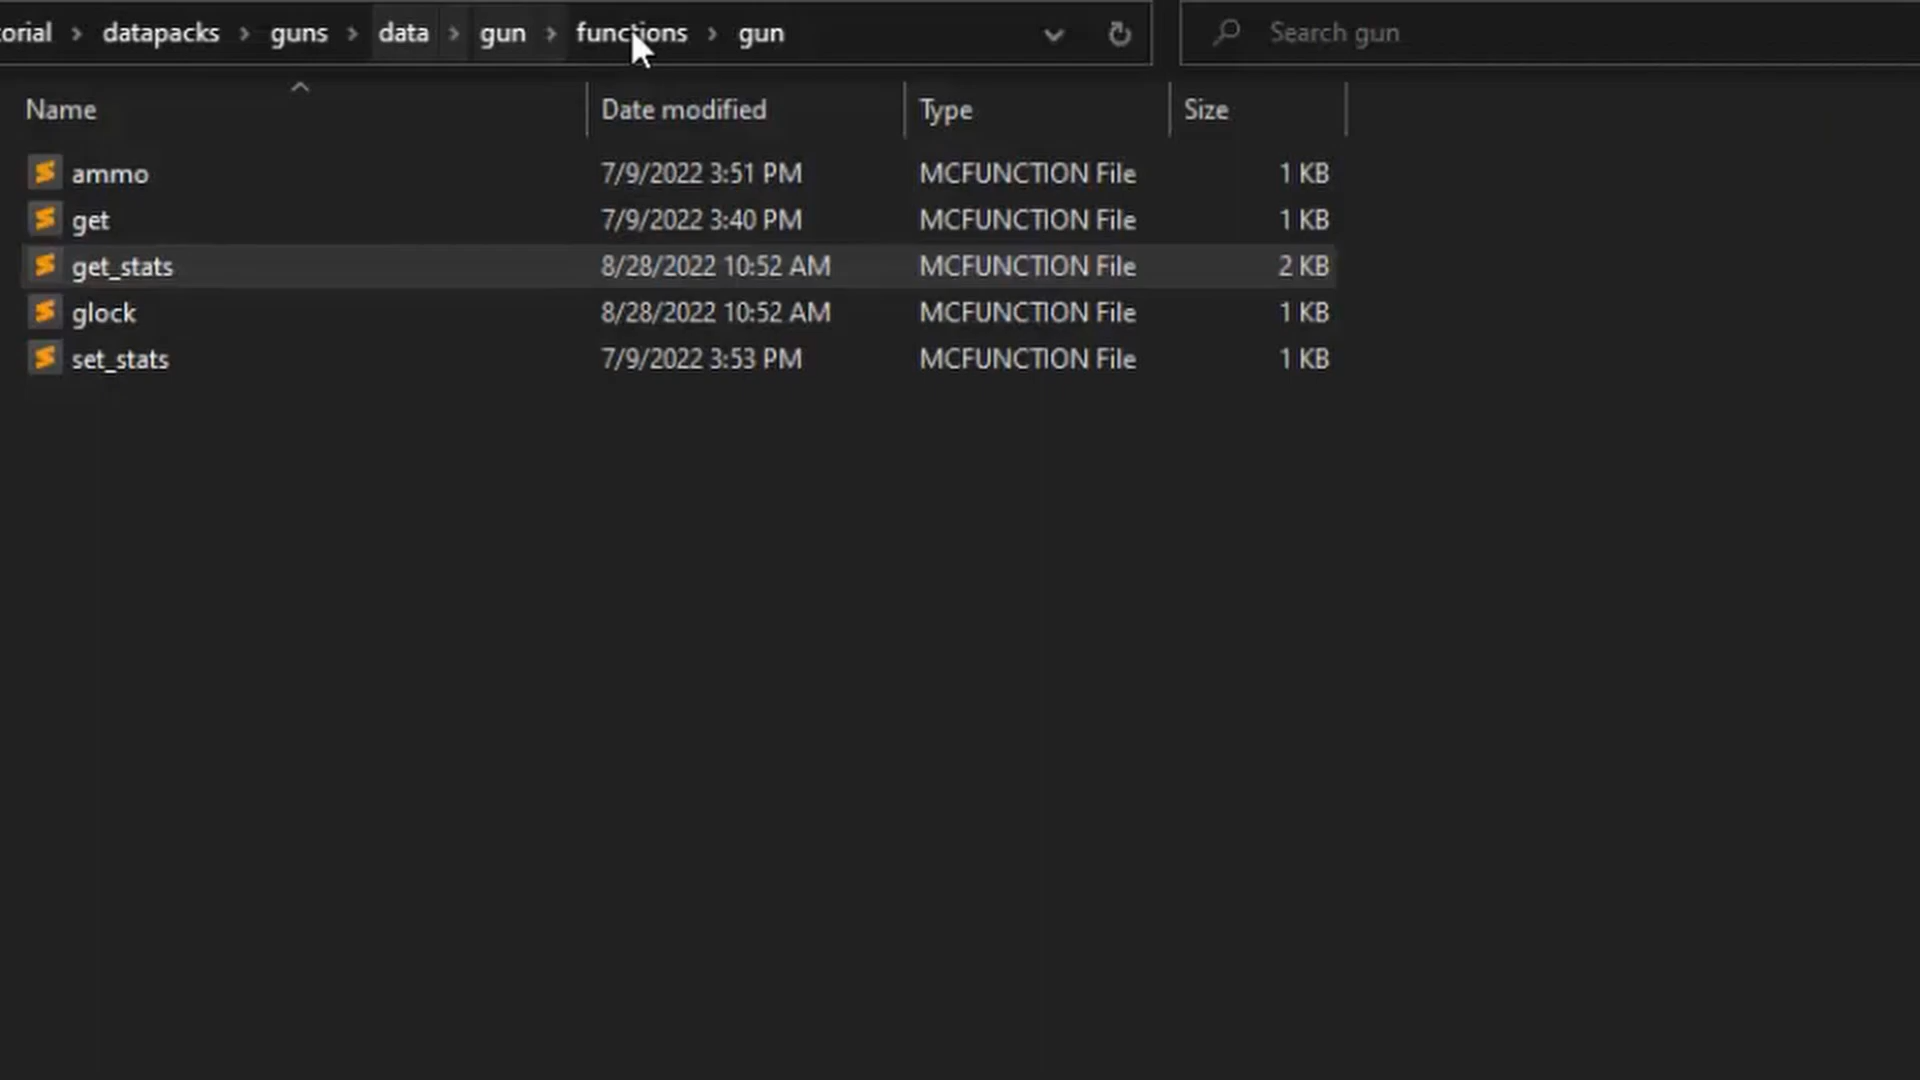 orial > datapacks > guns > data > gun > functions > gun Search gun
Name Date modified Type Size
ammo 7/9/2022 3:51 PM MCFUNCTION File 1 KB
get 7/9/2022 3:40 PM MCFUNCTION File 1 KB
get_stats 8/28/2022 10:52 AM MCFUNCTION File 2 KB
glock 8/28/2022 10:52 AM MCFUNCTION File 1 KB
set_stats 7/9/2022 3:53 PM MCFUNCTION File 1 KB